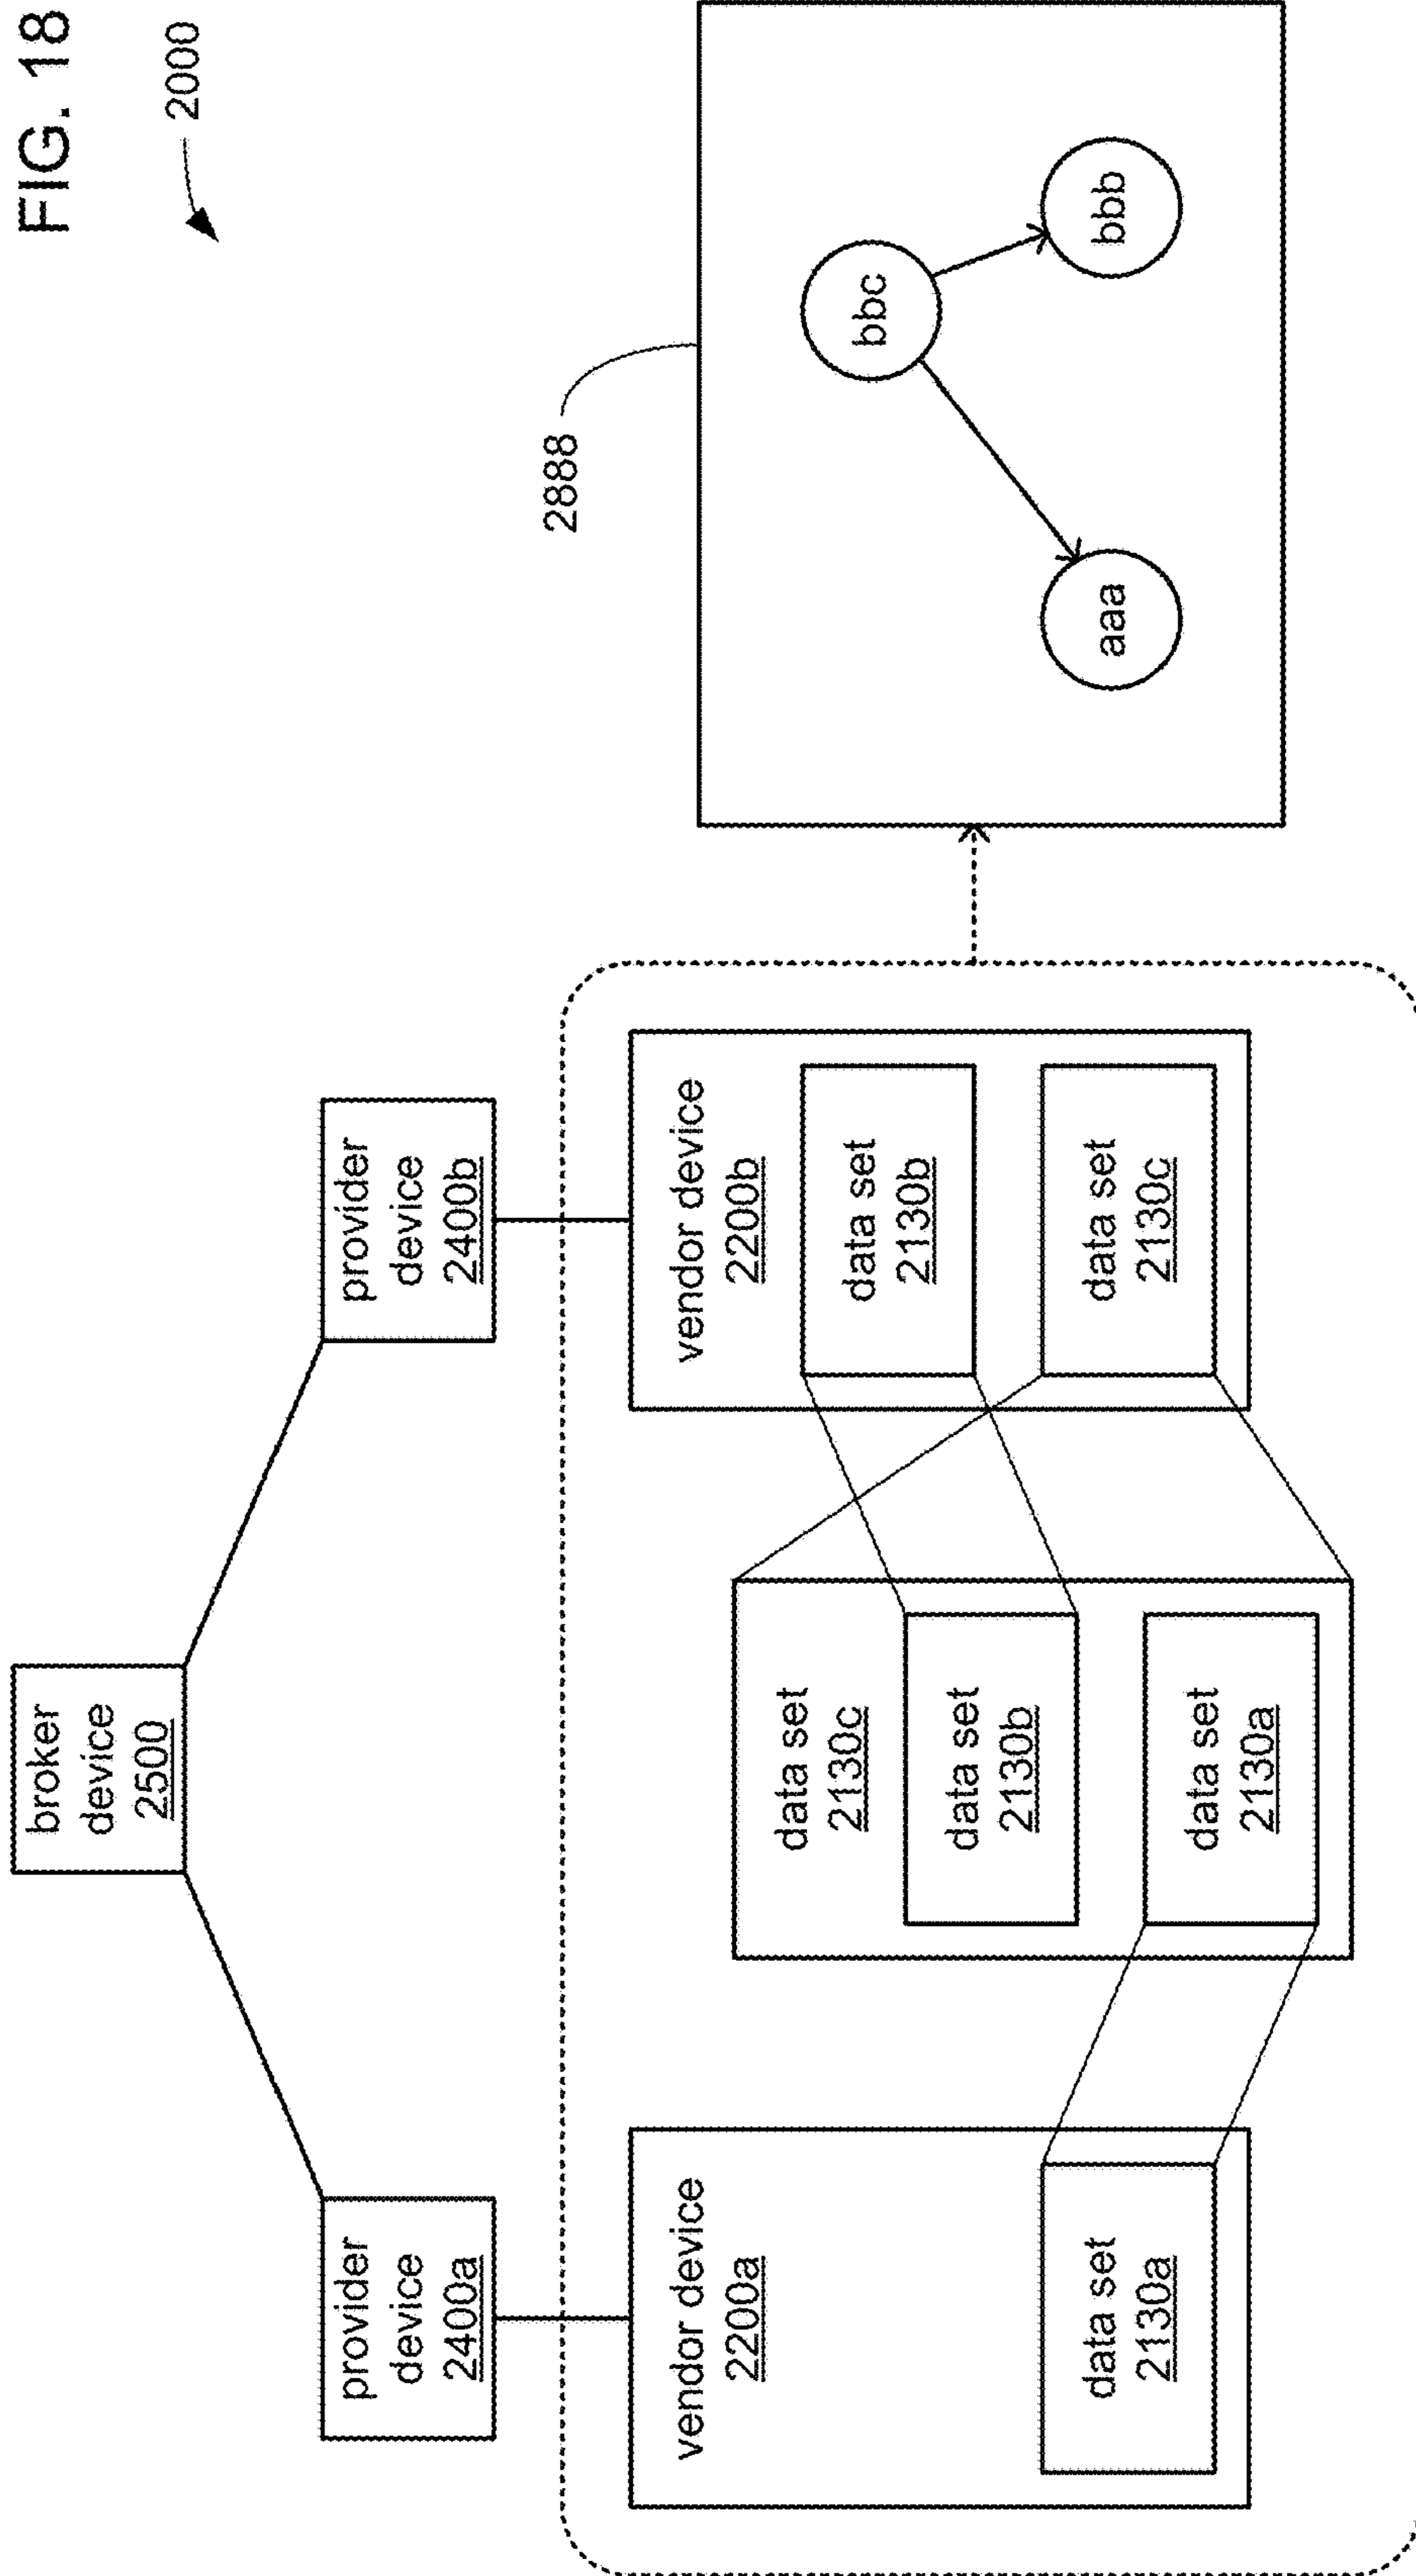 FIG. 18
2000
broker
device
2500
provider
device
2400a
provider
device
2400b
vendor device
2200a
data set
2130a
data set
2130c
data set
2130b
data set
2130a
vendor device
2200b
data set
2130b
data set
2130c
2888
bbc
aaa
bbb